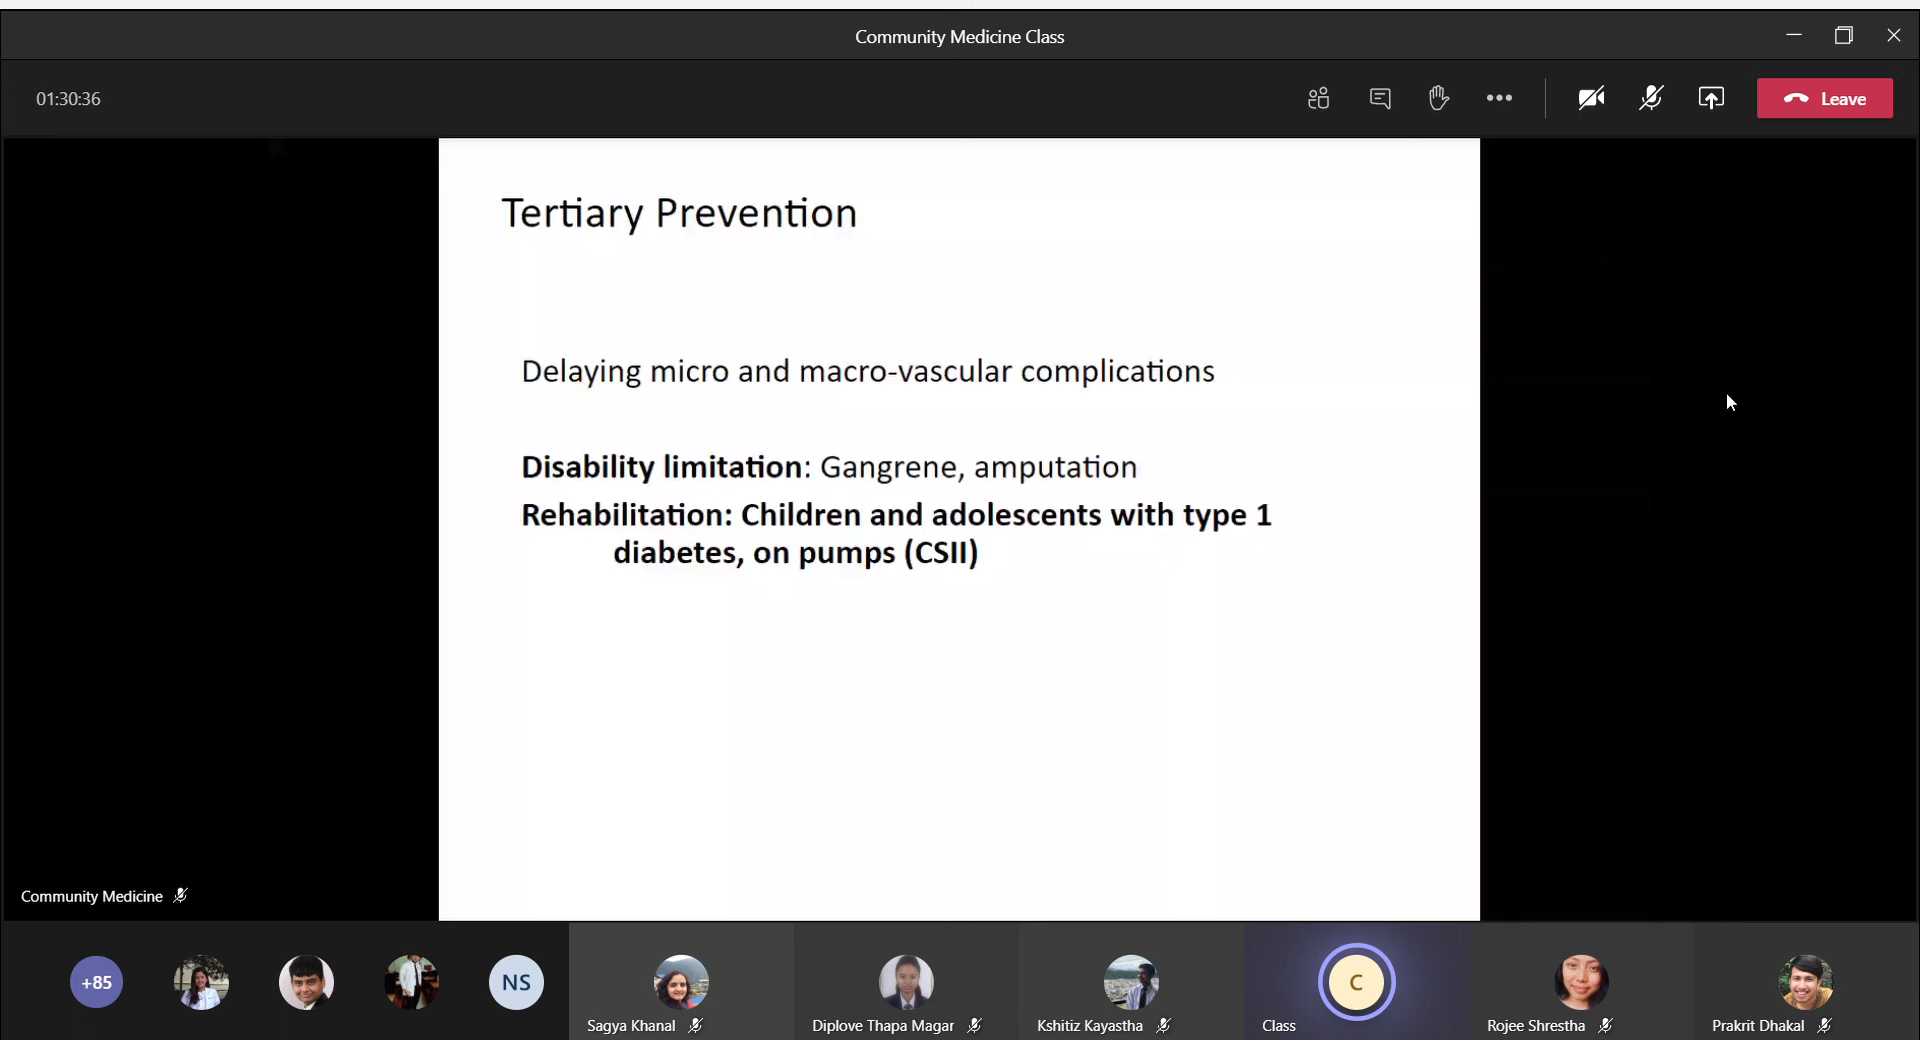 Community Medicine Class
01:30:36
Leave
Tertiary Prevention
Delaying micro and macro-vascular complications
Disability limitation: Gangrene, amputation
Rehabilitation: Children and adolescents with type 1
diabetes, on pumps (CSII)
Community Medicine
+85
NS
C
Sagya Khanal
Diplove Thapa Magar
Kshitiz Kayastha
Class
Rojee Shrestha
Prakrit Dhakal